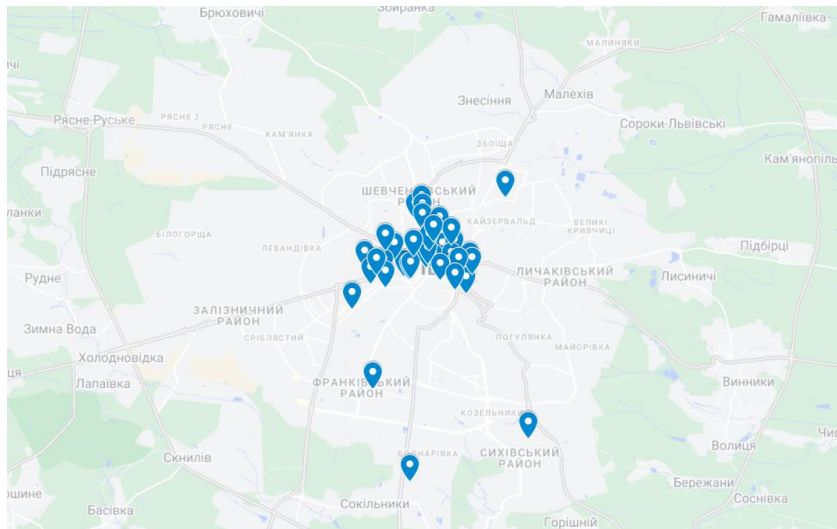 Брюховичі
Збиранка
Гамаліївка
МАЛИНЯКИ
Малехів
Знесіння
Рясне-Руське
РЯСНЕ 2
РЯСНЕ
КАМ'ЯНКА
ЗБОЇЩА
Сороки-Львівські
Кам'янопіль
Підрясне
ШЕВЧЕНКІВСЬКИЙ
РАЙОН
КАЙЗЕРВАЛЬД
ВЕЛИКІ
КРИВЧИЦІ
БІЛОГОРЩА
ЛЕВАНДІВКА
Підбірці
Рудне
ЛИЧАКІВСЬКИЙ
РАЙОН
Лисиничі
ЗАЛІЗНИЧНИЙ
РАЙОН
Зимна Вода
СРІБЛЯСТИЙ
ПОГУЛЯНКА
МАЙОРІВКА
Холодновідка
Лапаївка
ФРАНКІВСЬКИЙ
РАЙОН
Винники
КОЗЕЛЬНИКИ
СИХІВСЬКИЙ
РАЙОН
Волиця
Скнилів
БОДНАРІВКА
Бережани
Сокільники
Соснівка
Басівка
Горішній